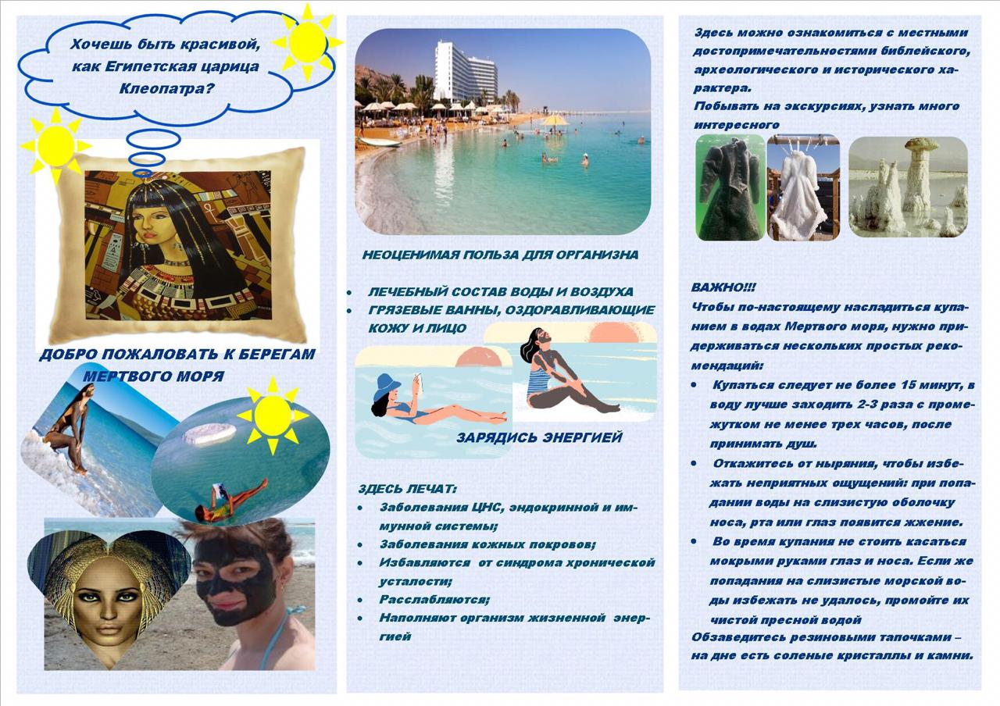 Хочешь быть красивой,
как Египетская царица
Клеопатра?
ДОБРО ПОЖАЛОВАТЬ К БЕРЕГАМ
МЕРТВОГО МОРЯ
НЕОЦЕНИМАЯ ПОЛЬЗА ДЛЯ ОРГАНИЗНА
• ЛЕЧЕБНЫЙ СОСТАВ ВОДЫ И ВОЗДУХА
• ГРЯЗЕВЫЕ ВАННЫ, ОЗДОРАВЛИВАЮЩИЕ
КОЖУ И ЛИЦО
ЗАРЯДИСЬ ЭНЕРГИЕЙ
ЗДЕСЬ ЛЕЧАТ:
• Заболевания ЦНС, эндокринной и им-
мунной системы;
• Заболевания кожных покровов;
• Избавляются от синдрома хронической
усталости;
• Расслабляются;
• Наполняют организм жизненной энер-
гией
Здесь можно ознакомиться с местными
достопримечательностями библейского,
археологического и исторического ха-
рактера.
Побывать на экскурсиях, узнать много
интересного
ВАЖНО!!!
Чтобы по-настоящему насладиться купа-
нием в водах Мертвого моря, нужно при-
держиваться нескольких простых реко-
мендаций:
• Купаться следует не более 15 минут, в
воду лучше заходить 2-3 раза с проме-
жутком не менее трех часов, после
принимать душ.
• Откажитесь от ныряния, чтобы избе-
жать неприятных ощущений: при попа-
дании воды на слизистую оболочку
носа, рта или глаз появится жжение.
• Во время купания не стоить касаться
мокрыми руками глаз и носа. Если же
попадания на слизистые морской во-
ды избежать не удалось, промойте их
чистой пресной водой
Обзаведитесь резиновыми тапочками –
на дне есть соленые кристаллы и камни.